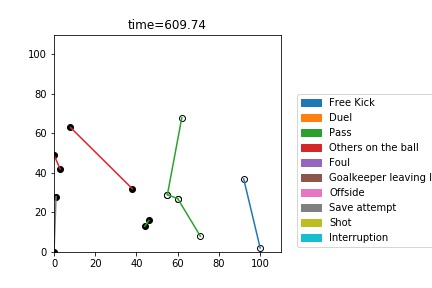 time=609.74
100
80
60
40
20
0
0
20
40
60
80
100
Free Kick
Duel
Pass
Others on the ball
Foul
Goalkeeper leaving l
Offside
Save attempt
Shot
Interruption